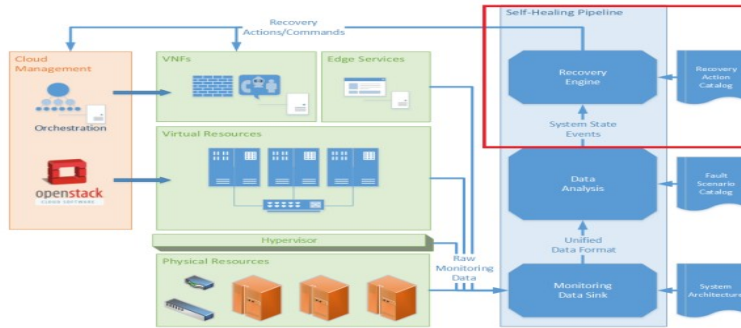 Recovery
Actions/Commands
Self-Healing Pipeline
Cloud
Management
VNFs
Edge Services
Recovery
Engine
Recovery
Action
Catalog
Orchestration
System State
Events
Virtual Resources
openstack
CLOUD SOFTWARE
Data
Analysis
Fault
Scenario
Catalog
Hypervisor
Unified
Data Format
Physical Resources
Raw
Monitoring
Data
Monitoring
Data Sink
System
Architecture